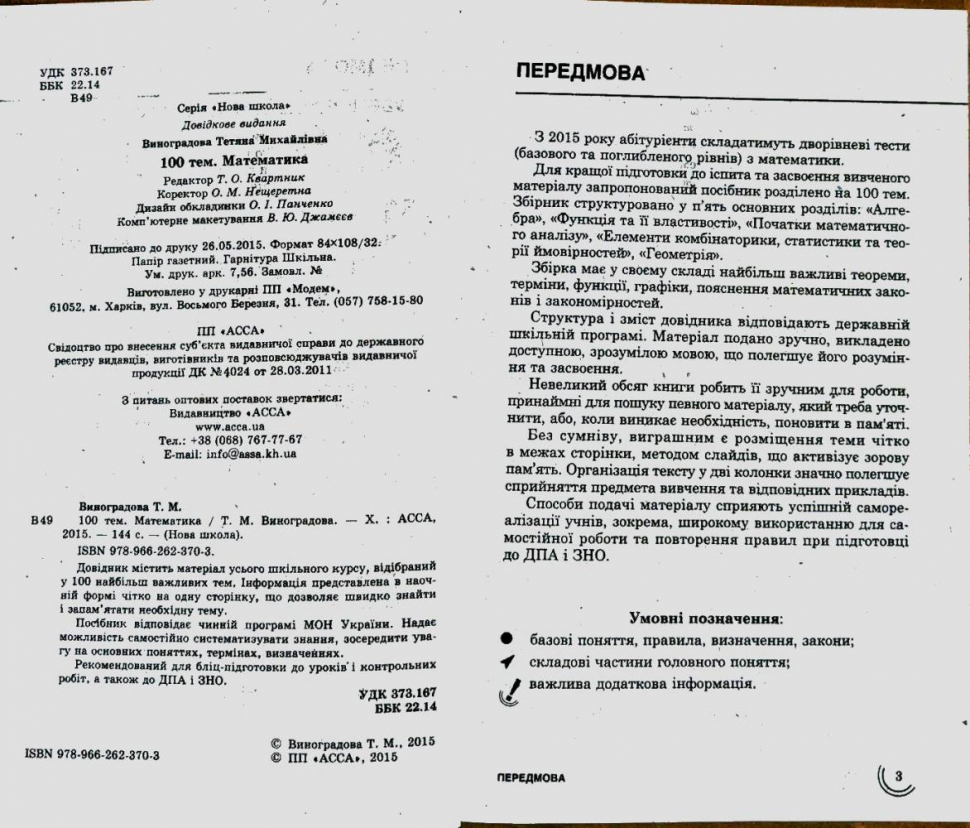 УДК 373.167
ББК 22.14
В49
Серія «Нова школа»
Довідкове видання
Виноградова Тетяна Михайлівна
100 тем. Математика
Редактор Т. О. Квартник
Коректор О. М. Нещеретна
Дизайн обкладинки О. І. Панченко
Комп'ютерне макетування В. Ю. Джамєєв
Підписано до друку 26.05.2015. Формат 84×108/32.
Папір газетний. Гарнітура Шкільна.
Ум. друк. арк. 7,56. Замовл. №
Виготовлено у друкарні ПП «Модем»,
61052, м. Харків, вул. Восьмого Березня, 31. Тел. (057) 758-15-80
ПП «АССА»
Свідоцтво про внесення суб'єкта видавничої справи до державного
реєстру видавців, виготівників та розповсюджувачів видавничої
продукції ДК №4024 от 28.03.2011
З питань оптових поставок звертатися:
Видавництво «АССА»
www.acca.ua
Тел.: +38 (068) 767-77-67
E-mail: info@assa.kh.ua
Виноградова Т. М.
В49 100 тем. Математика / Т. М. Виноградова. — Х. : АССА,
2015. — 144 с. — (Нова школа).
ISBN 978-966-262-370-3.
Довідник містить матеріал усього шкільного курсу, відібраний
у 100 найбільш важливих тем. Інформація представлена в наоч-
ній формі чітко на одну сторінку, що дозволяє швидко знайти
і запам'ятати необхідну тему.
Посібник відповідає чинній програмі МОН України. Надає
можливість самостійно систематизувати знання, зосередити ува-
гу на основних поняттях, термінах, визначеннях.
Рекомендований для бліц-підготовки до уроків і контрольних
робіт, а також до ДПА і ЗНО.
УДК 373.167
ББК 22.14
© Виноградова Т. М., 2015
ISBN 978-966-262-370-3 © ПП «АССА», 2015
ПЕРЕДМОВА
З 2015 року абітурієнти складатимуть дворівневі тести
(базового та поглибленого рівнів) з математики.
Для кращої підготовки до іспита та засвоєння вивченого
матеріалу запропонований посібник розділено на 100 тем.
Збірник структуровано у п'ять основних розділів: «Алге-
бра», «Функція та її властивості», «Початки математично-
го аналізу», «Елементи комбінаторики, статистики та тео-
рії ймовірностей», «Геометрія».
Збірка має у своєму складі найбільш важливі теореми,
терміни, функції, графіки, пояснення математичних зако-
нів і закономірностей.
Структура і зміст довідника відповідають державній
шкільній програмі. Матеріал подано зручно, викладено
доступною, зрозумілою мовою, що полегшує його розумін-
ня та засвоєння.
Невеликий обсяг книги робить її зручним для роботи,
принаймні для пошуку певного матеріалу, який треба уточ-
нити, або, коли виникає необхідність, поновити в пам'яті.
Без сумніву, виграшним є розміщення теми чітко
в межах сторінки, методом слайдів, що активізує зорову
пам'ять. Організація тексту у дві колонки значно полегшує
сприйняття предмета вивчення та відповідних прикладів.
Способи подачі матеріалу сприяють успішній саморе-
алізації учнів, зокрема, широкому використанню для са-
мостійної роботи та повторення правил при підготовці
до ДПА і ЗНО.
Умовні позначення:
базові поняття, правила, визначення, закони;
складові частини головного поняття;
важлива додаткова інформація.
ПЕРЕДМОВА 3